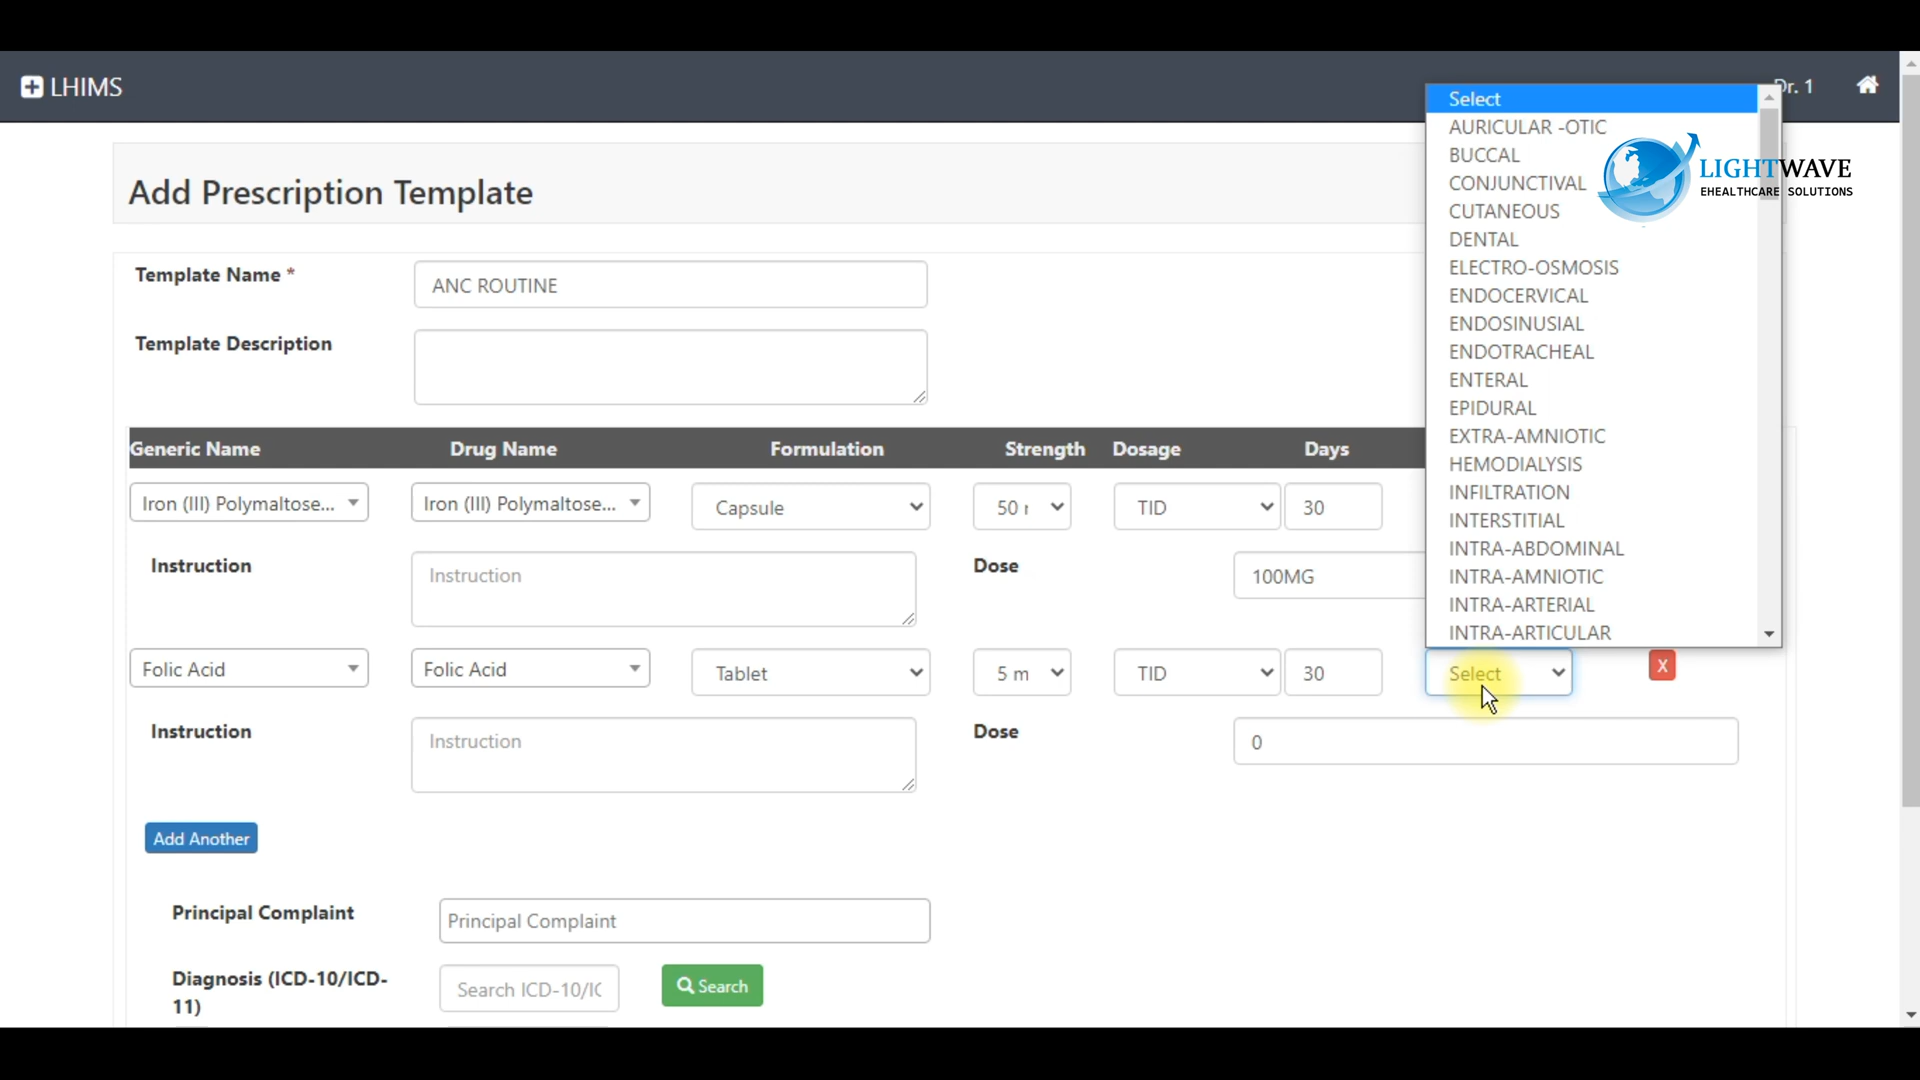 LHIMS
Dr. 1
Select
AURICULAR -OTIC
BUCCAL
CONJUNCTIVAL
CUTANEOUS
DENTAL
ELECTRO-OSMOSIS
ENDOCERVICAL
ENDOSINUSIAL
ENDOTRACHEAL
ENTERAL
EPIDURAL
EXTRA-AMNIOTIC
HEMODIALYSIS
INFILTRATION
INTERSTITIAL
INTRA-ABDOMINAL
INTRA-AMNIOTIC
INTRA-ARTERIAL
INTRA-ARTICULAR
LIGHTWAVE
EHEALTHCARE SOLUTIONS
Add Prescription Template
Template Name *
ANC ROUTINE
Template Description
Generic Name Drug Name Formulation Strength Dosage Days
Iron (III) Polymaltose... Iron (III) Polymaltose... Capsule 50 TID 30
Instruction Instruction Dose 100MG
Folic Acid Folic Acid Tablet 5 m TID 30 Select X
Instruction Instruction Dose 0
Add Another
Principal Complaint Principal Complaint
Diagnosis (ICD-10/ICD-
11)
Search ICD-10/IC Search